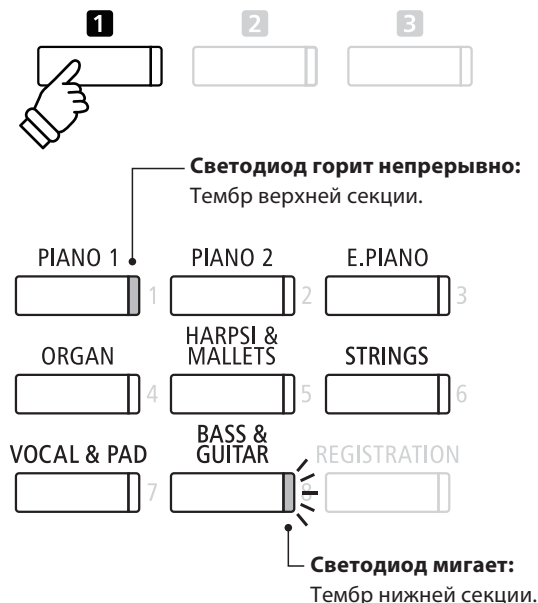 1 2 3
Светодиод горит непрерывно:
Тембр верхней секции.
PIANO 1 PIANO 2 E.PIANO
1 2 3
ORGAN HARPSI & MALLETS STRINGS
4 5 6
VOCAL & PAD BASS & GUITAR REGISTRATION
7 8
Светодиод мигает:
Тембр нижней секции.